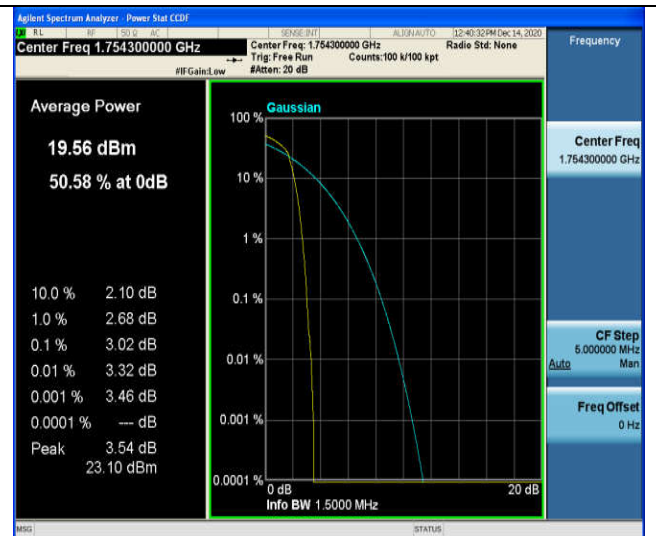 Agilent Spectrum Analyzer - Power Stat CCDF
RL RF 50 Ω AC SENSE:INT ALIGN AUTO 12:40:32 PM Dec 14, 2020
Center Freq 1.754300000 GHz
Center Freq: 1.754300000 GHz Radio Std: None
Trig: Free Run Counts:100 k/100 kpt
#IFGain:Low #Atten: 20 dB
Frequency
Average Power
19.56 dBm
50.58 % at 0dB
10.0 % 2.10 dB
1.0 % 2.68 dB
0.1 % 3.02 dB
0.01 % 3.32 dB
0.001 % 3.46 dB
0.0001 % --- dB
Peak 3.54 dB
23.10 dBm
Gaussian
100 %
10 %
1 %
0.1 %
0.01 %
0.001 %
0.0001 %
0 dB 20 dB
Info BW 1.5000 MHz
Center Freq
1.754300000 GHz
CF Step
5.000000 MHz
Auto Man
Freq Offset
0 Hz
MSG STATUS